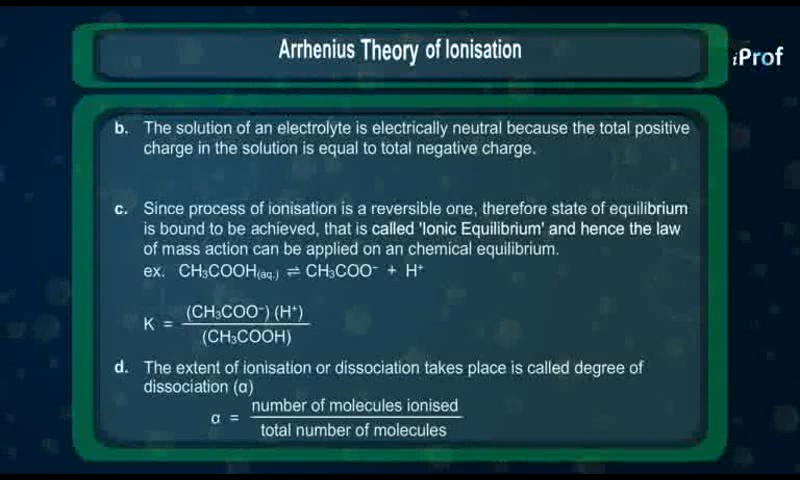 Arrhenius Theory of Ionisation
iProf
b. The solution of an electrolyte is electrically neutral because the total positive
charge in the solution is equal to total negative charge.
c. Since process of ionisation is a reversible one, therefore state of equilibrium
is bound to be achieved, that is called 'Ionic Equilibrium' and hence the law
of mass action can be applied on an chemical equilibrium.
ex. CH₃COOH(aq.) ⇌ CH₃COO⁻ + H⁺
K = (CH₃COO⁻) (H⁺)
(CH₃COOH)
d. The extent of ionisation or dissociation takes place is called degree of
dissociation (α)
α = number of molecules ionised
total number of molecules